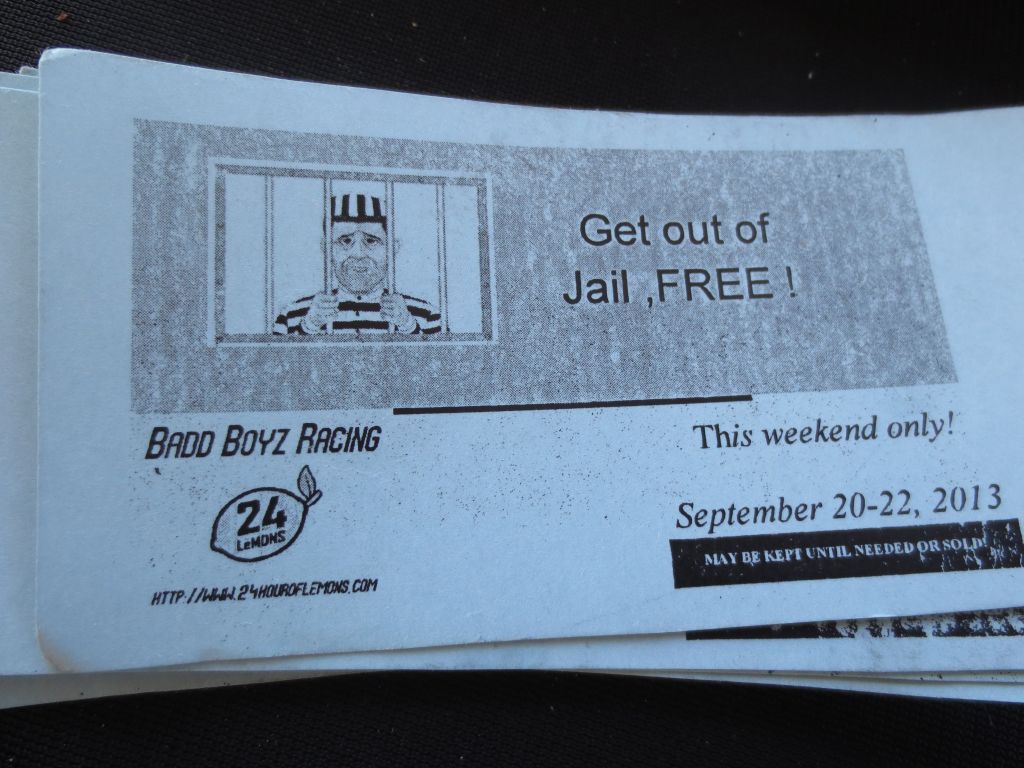 Get out of
Jail ,FREE !
BADD BOYZ RACING
This weekend only!
24
LEMONS
September 20-22, 2013
MAY BE KEPT UNTIL NEEDED OR SOLD!
HTTP://WWW.24HOUROFLEMONS.COM